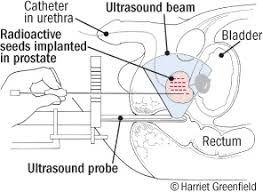 Catheter
in urethra
Ultrasound beam
Bladder
Radioactive
seeds implanted
in prostate
Ultrasound probe
Rectum
© Harriet Greenfield